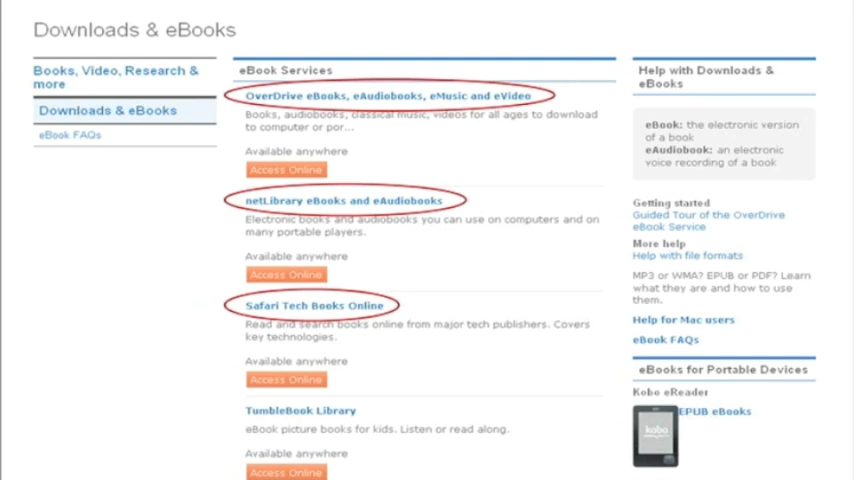 Downloads & eBooks
Books, Video, Research &
more
Downloads & eBooks
eBook FAQs
eBook Services
OverDrive eBooks, eAudiobooks, eMusic and eVideo
Books, audiobooks, classical music, videos for all ages to download
to computer or por...
Available anywhere
Access Online
netLibrary eBooks and eAudiobooks
Electronic books and audiobooks you can use on computers and on
many portable players.
Available anywhere
Access Online
Safari Tech Books Online
Read and search books online from major tech publishers. Covers
key technologies.
Available anywhere
Access Online
TumbleBook Library
eBook picture books for kids. Listen or read along.
Available anywhere
Access Online
Help with Downloads &
eBooks
eBook: the electronic version
of a book
eAudiobook: an electronic
voice recording of a book
Getting started
Guided Tour of the OverDrive
eBook Service
More help
Help with file formats
MP3 or WMA? EPUB or PDF? Learn
what they are and how to use
them.
Help for Mac users
eBook FAQs
eBooks for Portable Devices
Kobo eReader
EPUB eBooks
kobo